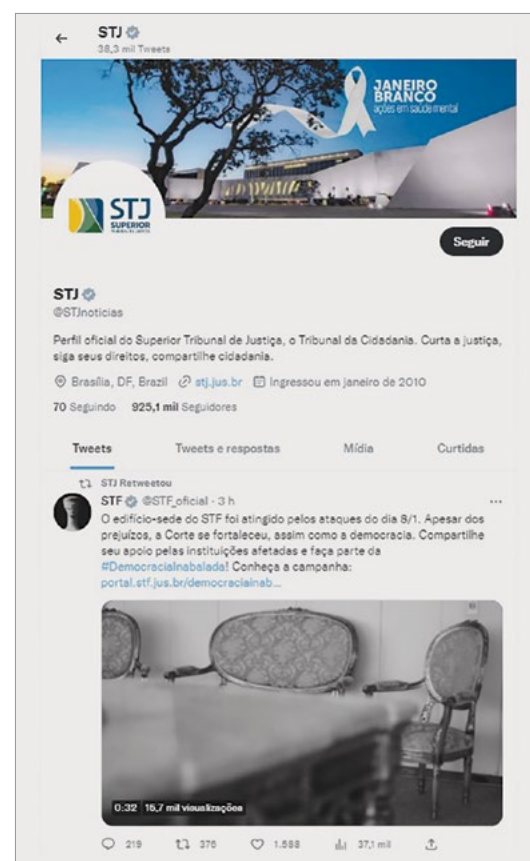 STJ
38,3 mil Tweets
JANEIRO
BRANCO
ações em saúde mental
STJ
SUPERIOR
Seguir
STJ
@STJnoticias
Perfil oficial do Superior Tribunal de Justiça, o Tribunal da Cidadania. Curta a justiça,
siga seus direitos, compartilhe cidadania.
Brasília, DF, Brazil stj.jus.br Ingressou em janeiro de 2010
70 Seguindo 925,1 mil Seguidores
Tweets Tweets e respostas Mídia Curtidas
STJ Retweetou
STF @STF_oficial · 3 h
O edifício-sede do STF foi atingido pelos ataques do dia 8/1. Apesar dos
prejuízos, a Corte se fortaleceu, assim como a democracia. Compartilhe
seu apoio pelas instituições afetadas e faça parte da
#DemocraciaInabalada! Conheça a campanha:
portal.stf.jus.br/democraciainab...
0:32 15,7 mil visualizações
219 376 1.588 37,1 mil